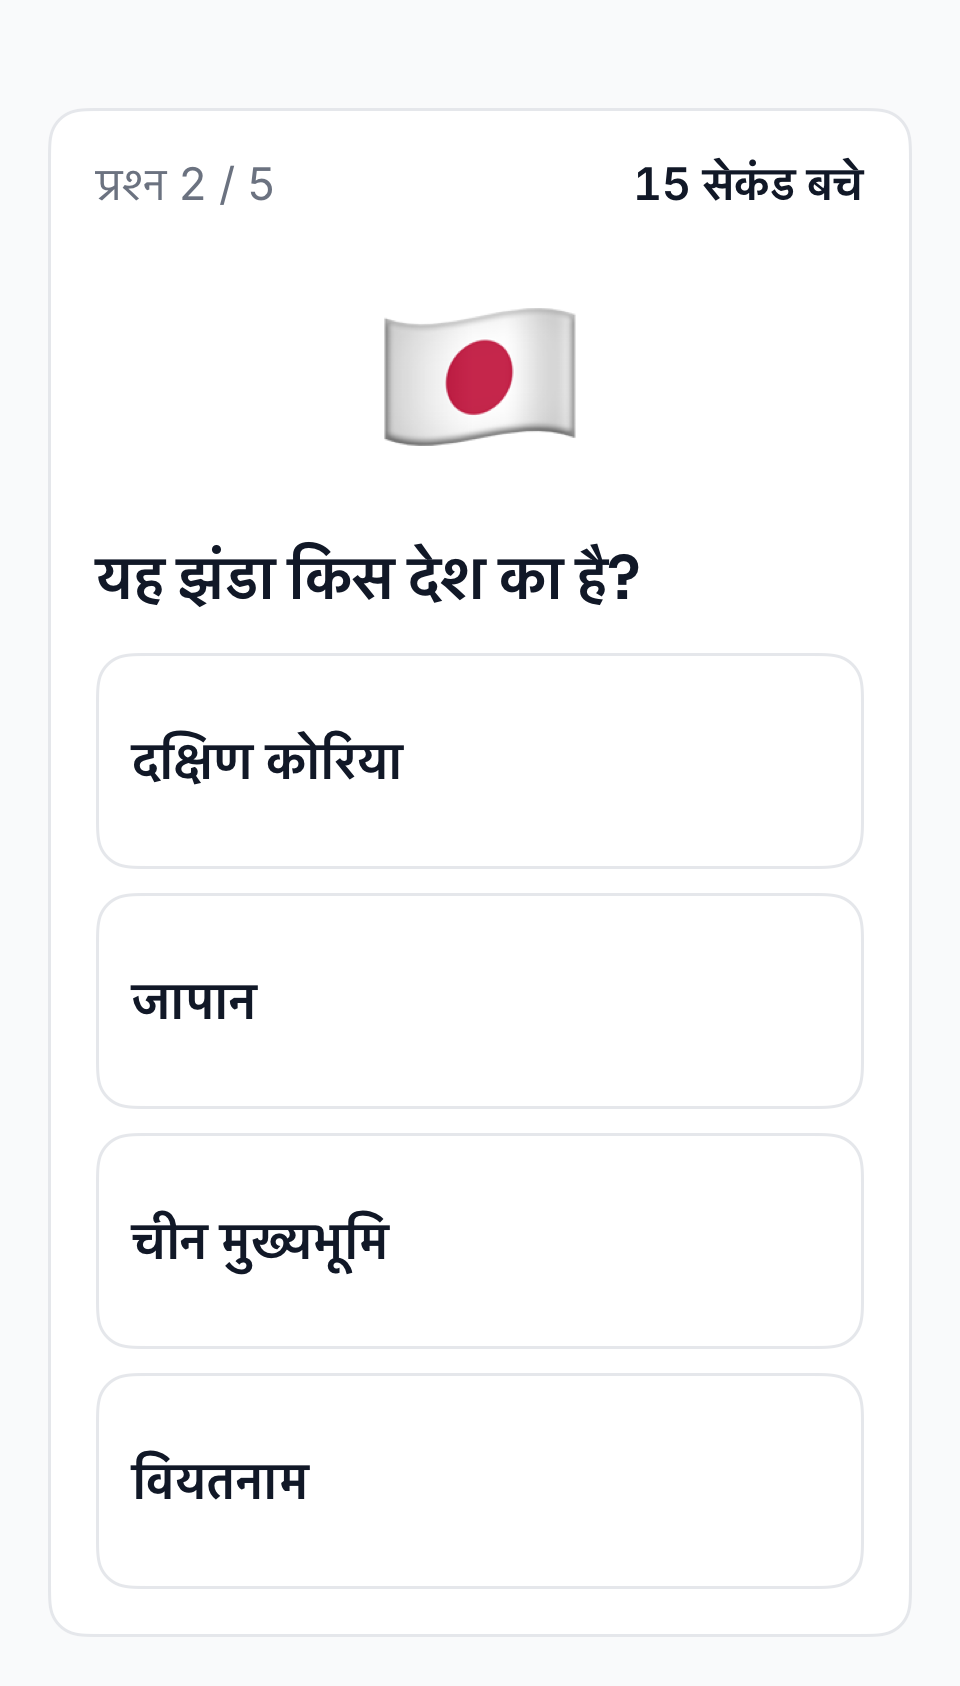 प्रश्न 2 / 5
15 सेकंड बचे
यह झंडा किस देश का है?
दक्षिण कोरिया
जापान
चीन मुख्यभूमि
वियतनाम